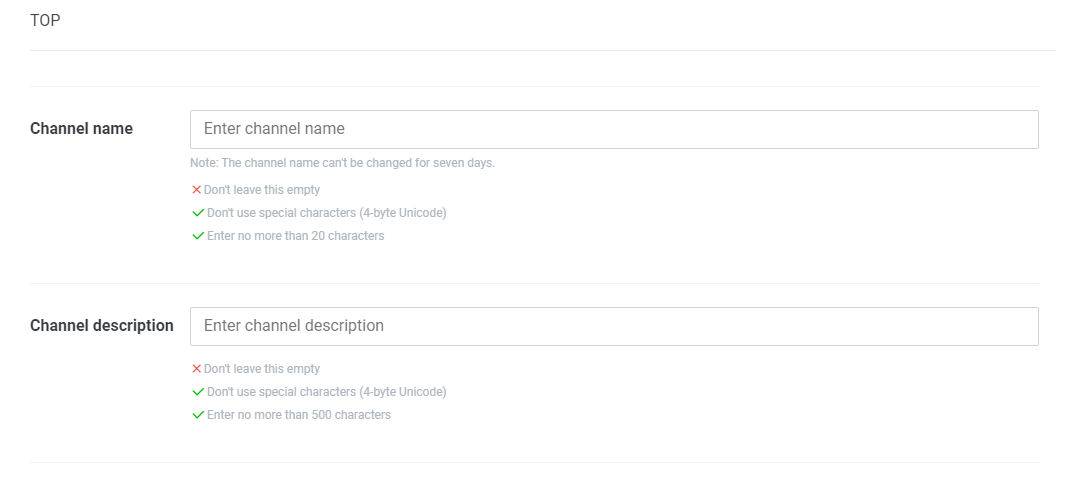 TOP
Channel name
Enter channel name
Note: The channel name can't be changed for seven days.
Don't leave this empty
Don't use special characters (4-byte Unicode)
Enter no more than 20 characters
Channel description
Enter channel description
Don't leave this empty
Don't use special characters (4-byte Unicode)
Enter no more than 500 characters